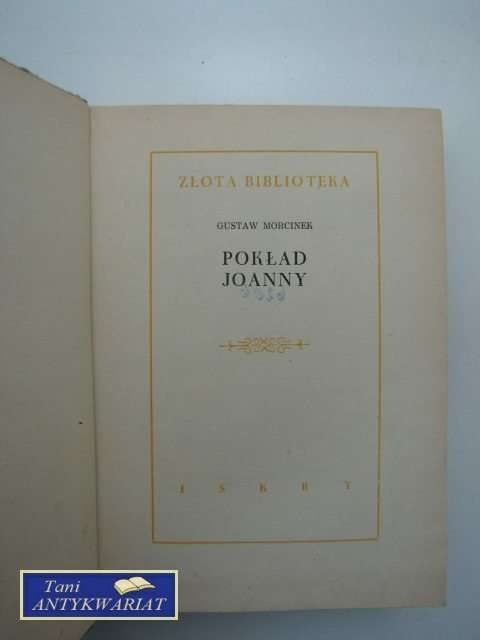 ZŁOTA BIBLIOTEKA
GUSTAW MORCINEK
POKŁAD
JOANNY
ISKRY
Tani
ANTYKWARIAT